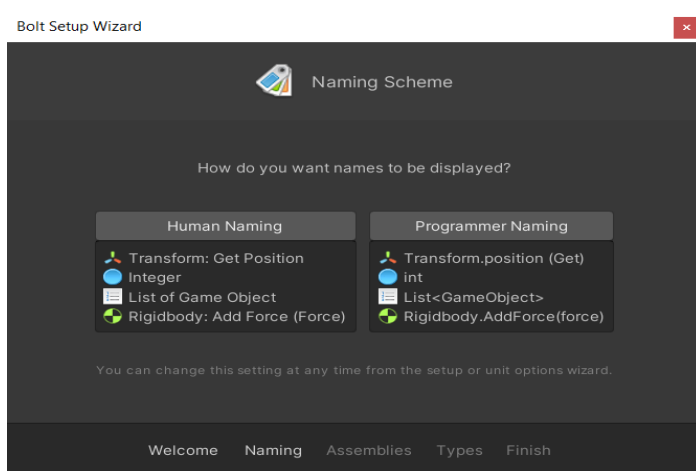 Bolt Setup Wizard
Naming Scheme
How do you want names to be displayed?
Human Naming
Transform: Get Position
Integer
List of Game Object
Rigidbody: Add Force (Force)
Programmer Naming
Transform.position (Get)
int
List<GameObject>
Rigidbody.AddForce(force)
You can change this setting at any time from the setup or unit options wizard.
Welcome Naming Assemblies Types Finish